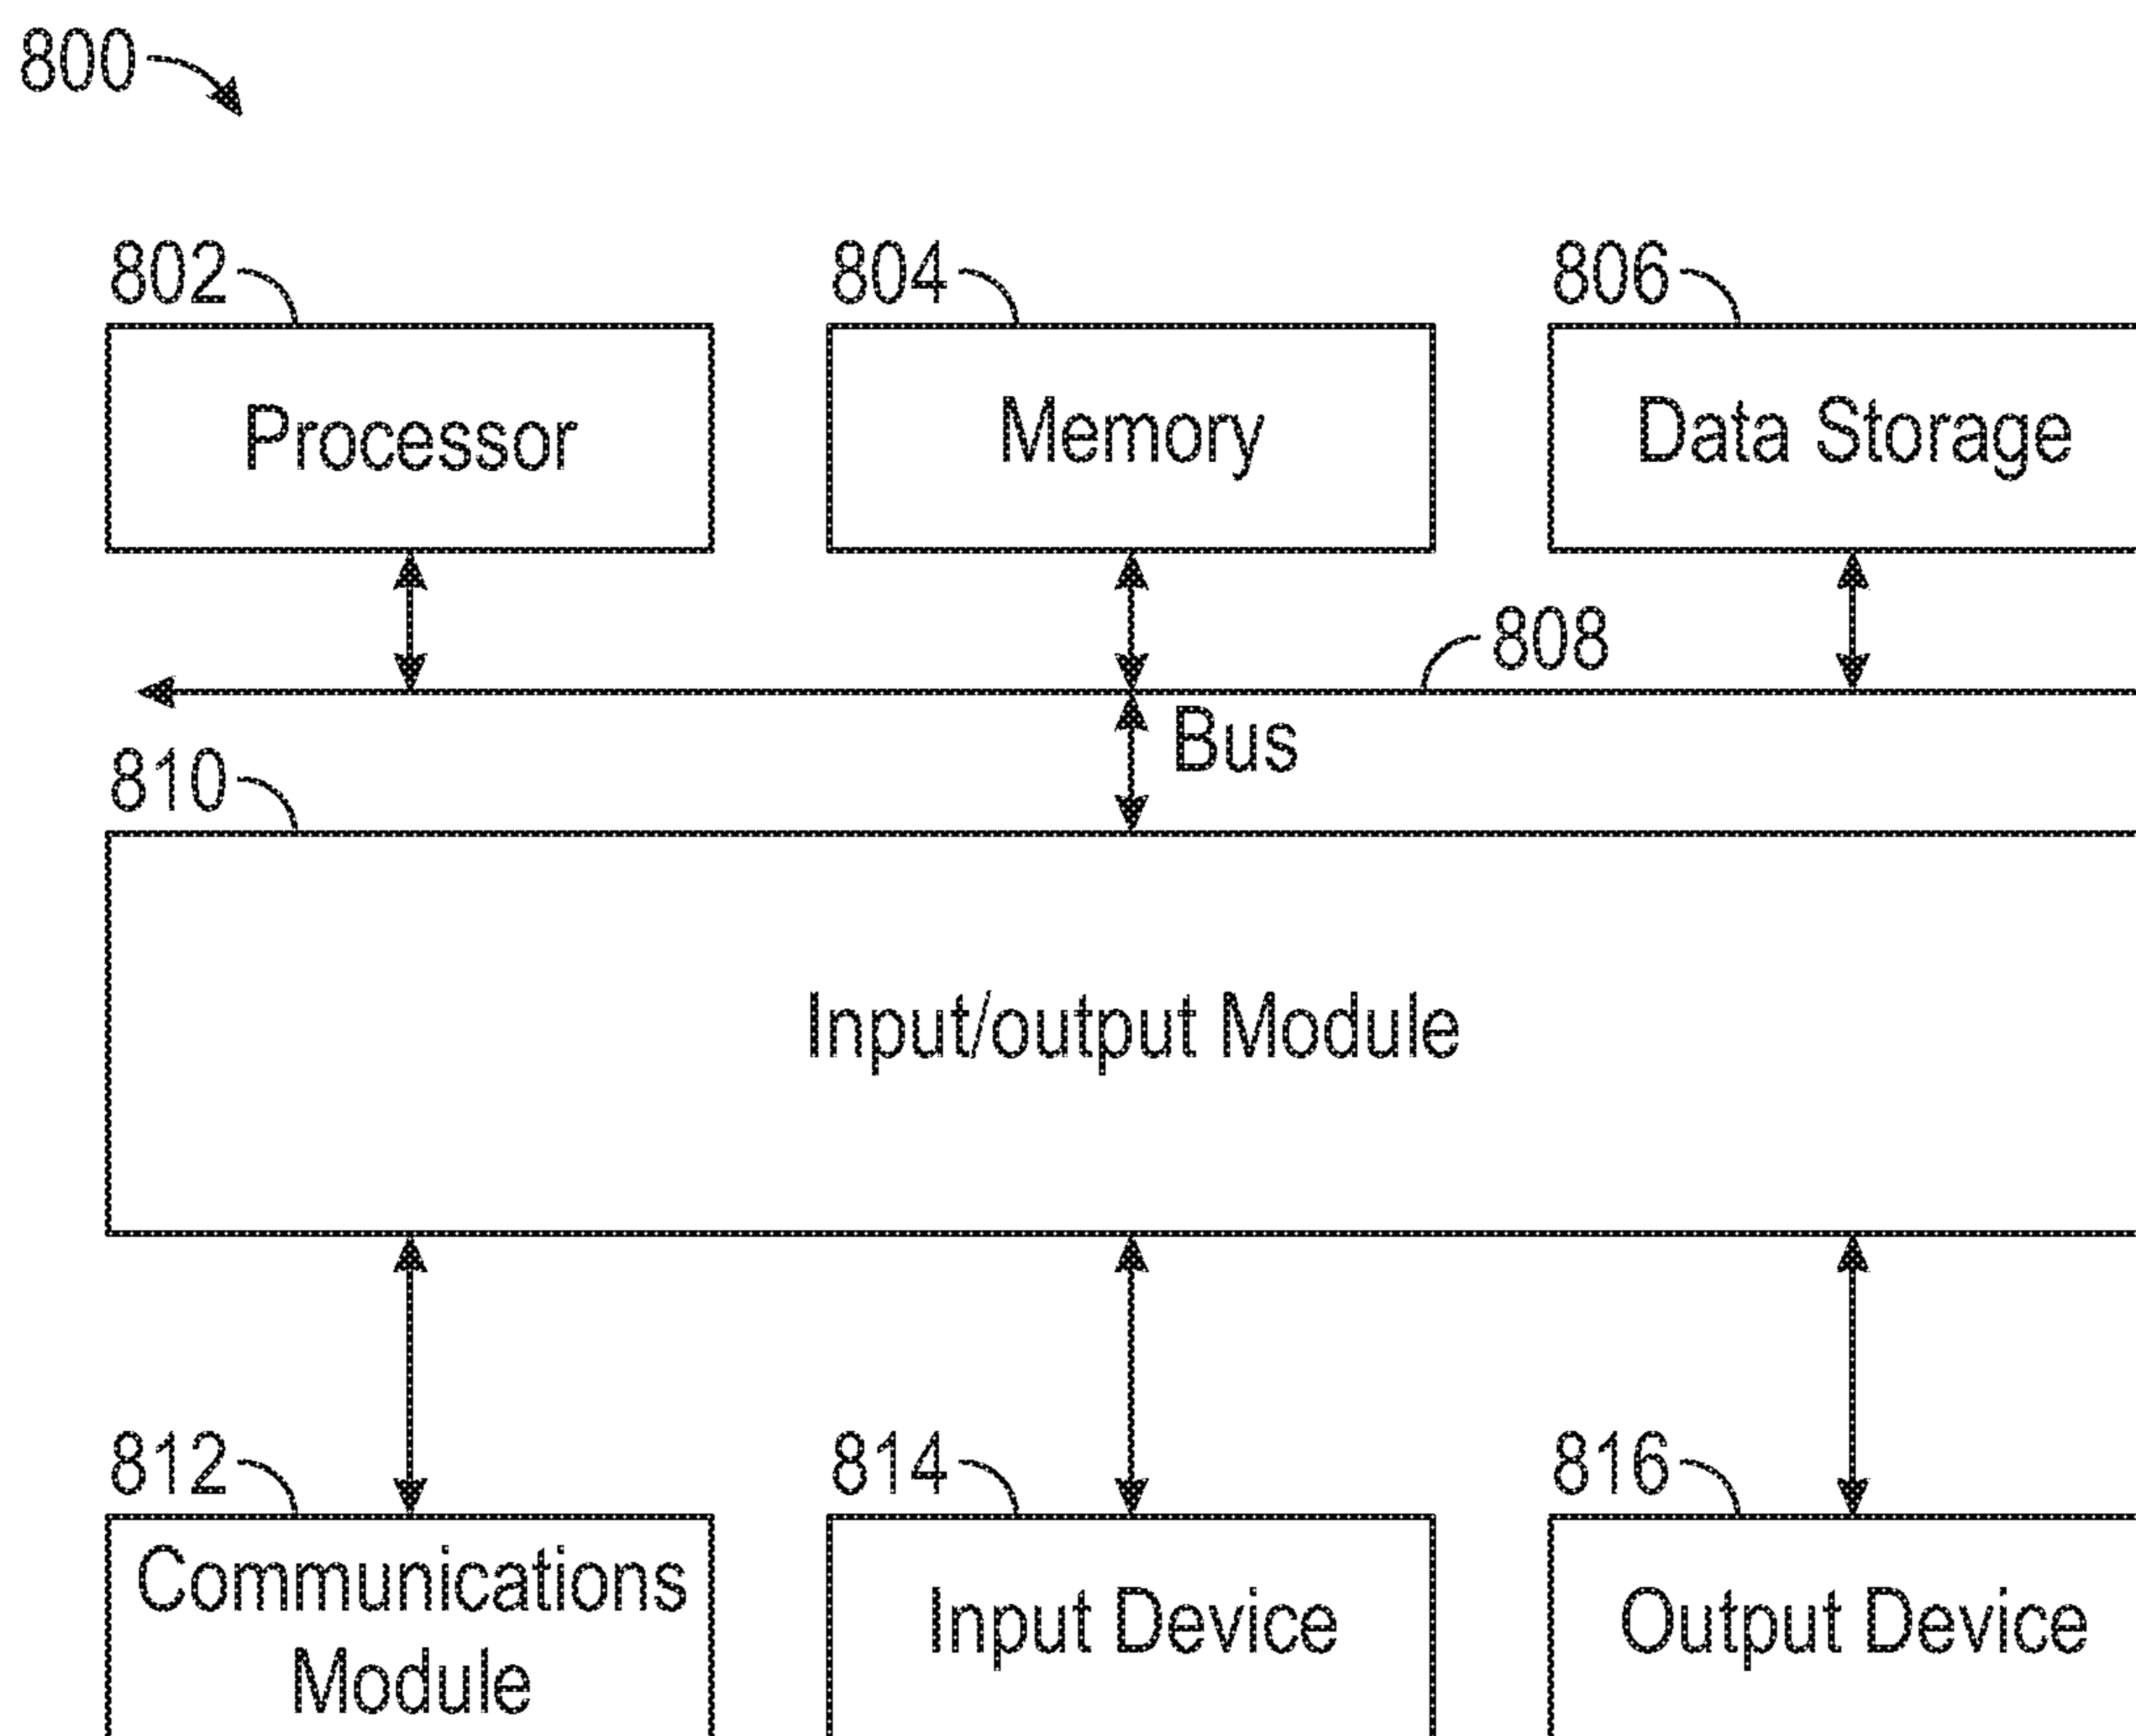 800
802 804 806
Processor Memory Data Storage
808
Bus
810
Input/output Module
812 814 816
Communications
Module
Input Device Output Device